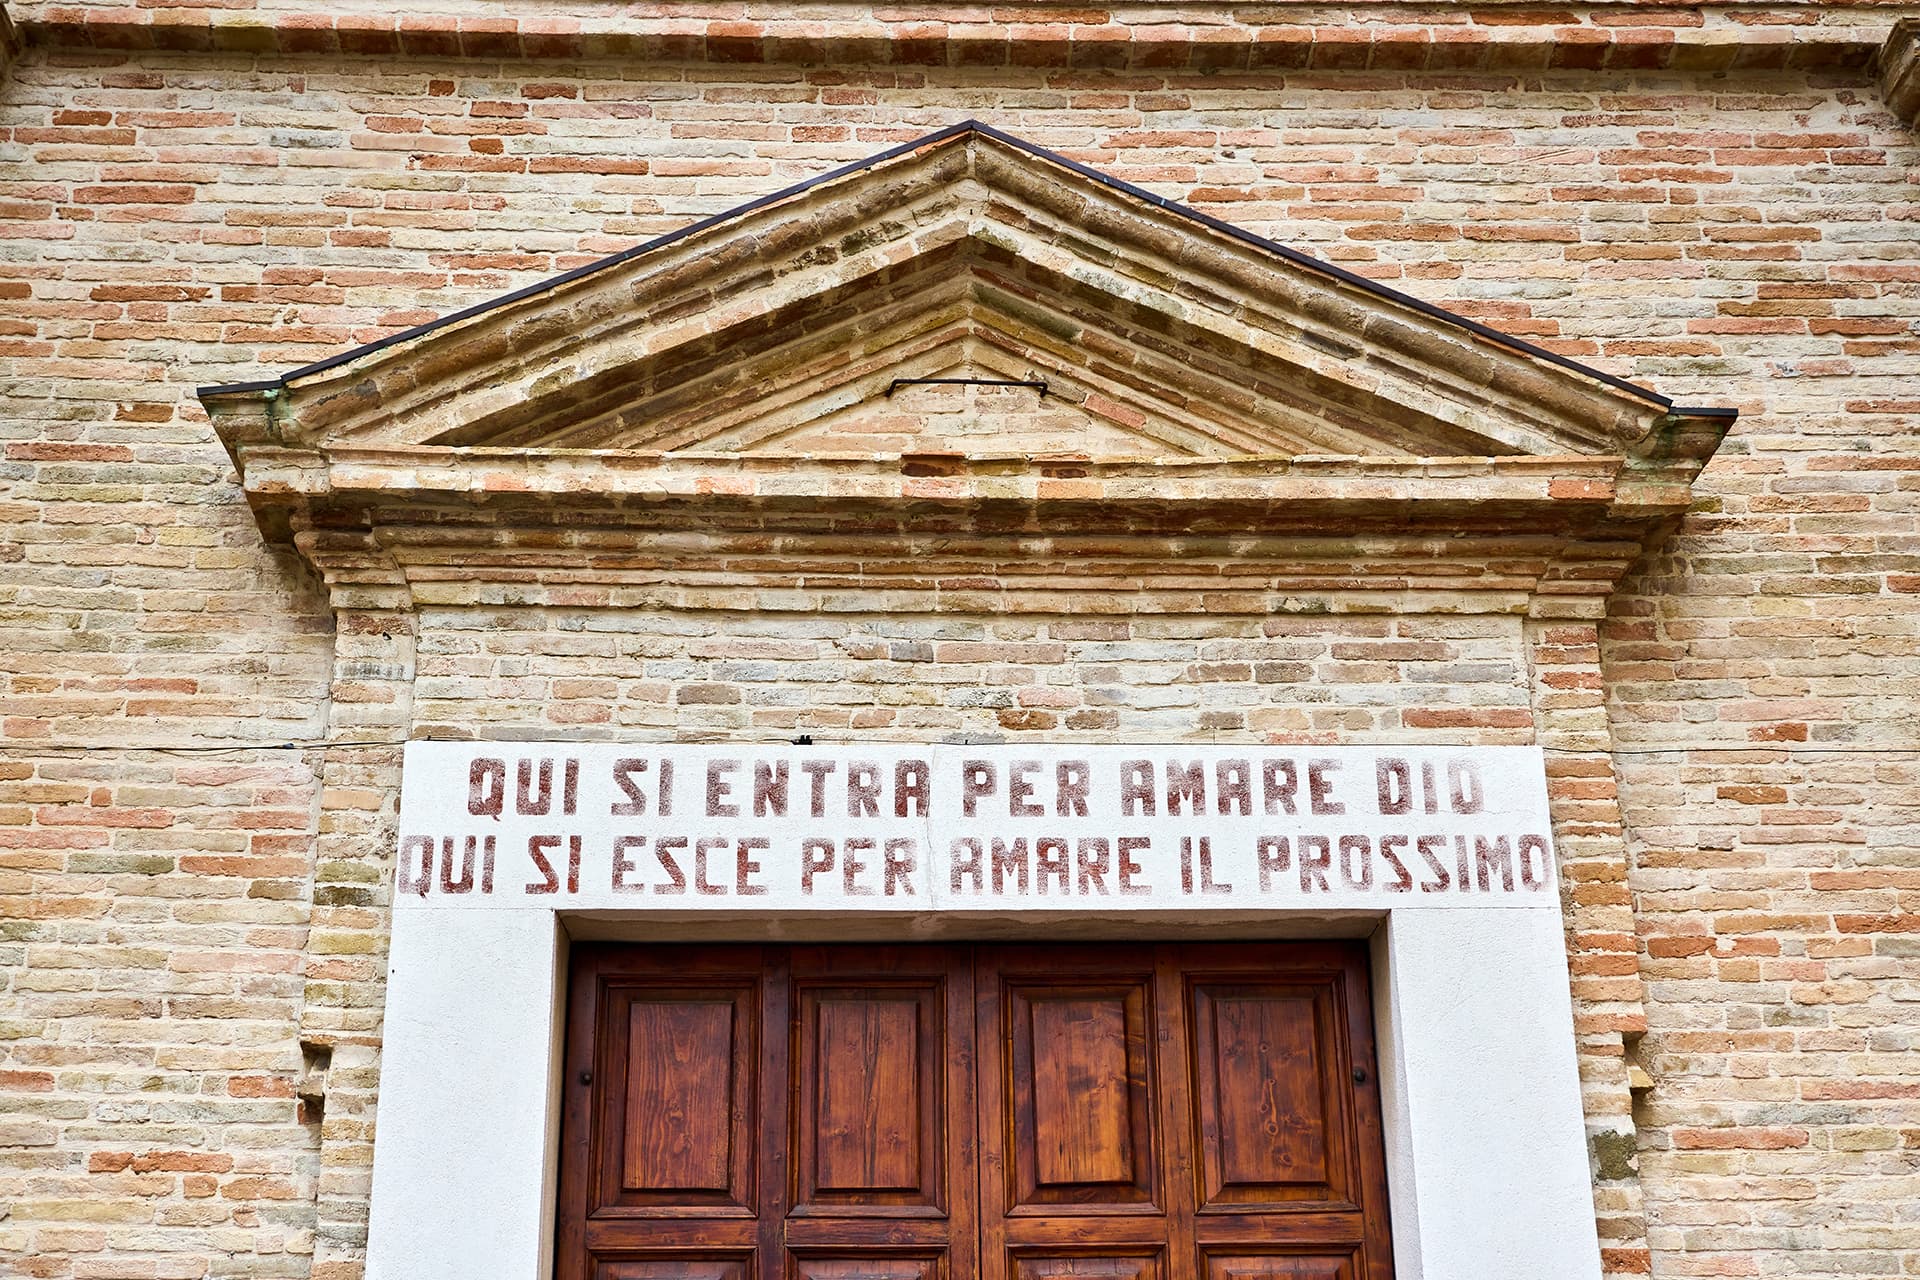 QUI SI ENTRA PER AMARE DIO
QUI SI ESCE PER AMARE IL PROSSIMO